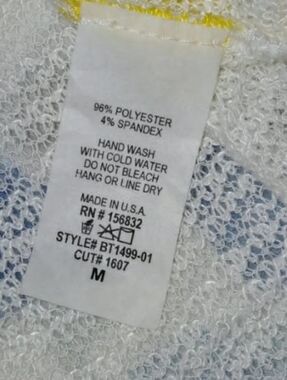 96% POLYESTER
4% SPANDEX
HAND WASH
WITH COLD WATER
DO NOT BLEACH
HANG OR LINE DRY
MADE IN U.S.A.
RN # 156832
STYLE# BT1499-01
CUT# 1607
M